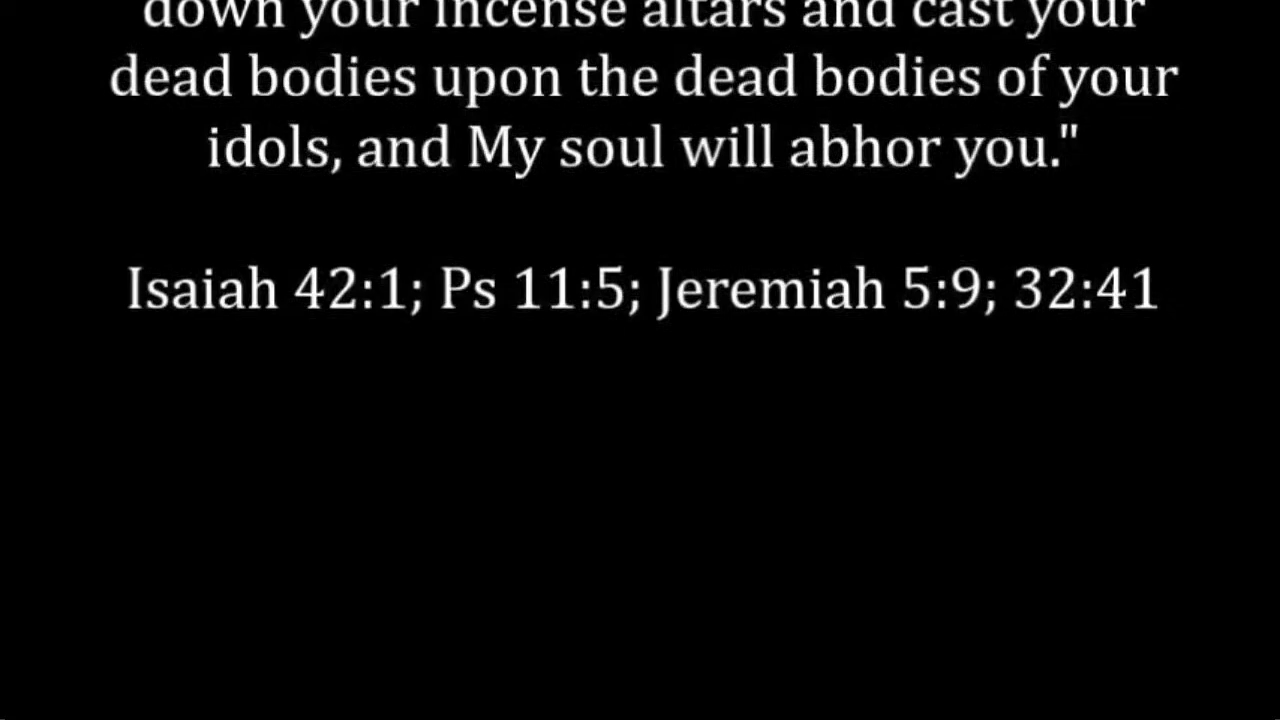 down your incense altars and cast your
dead bodies upon the dead bodies of your
idols, and My soul will abhor you."
Isaiah 42:1; Ps 11:5; Jeremiah 5:9; 32:41